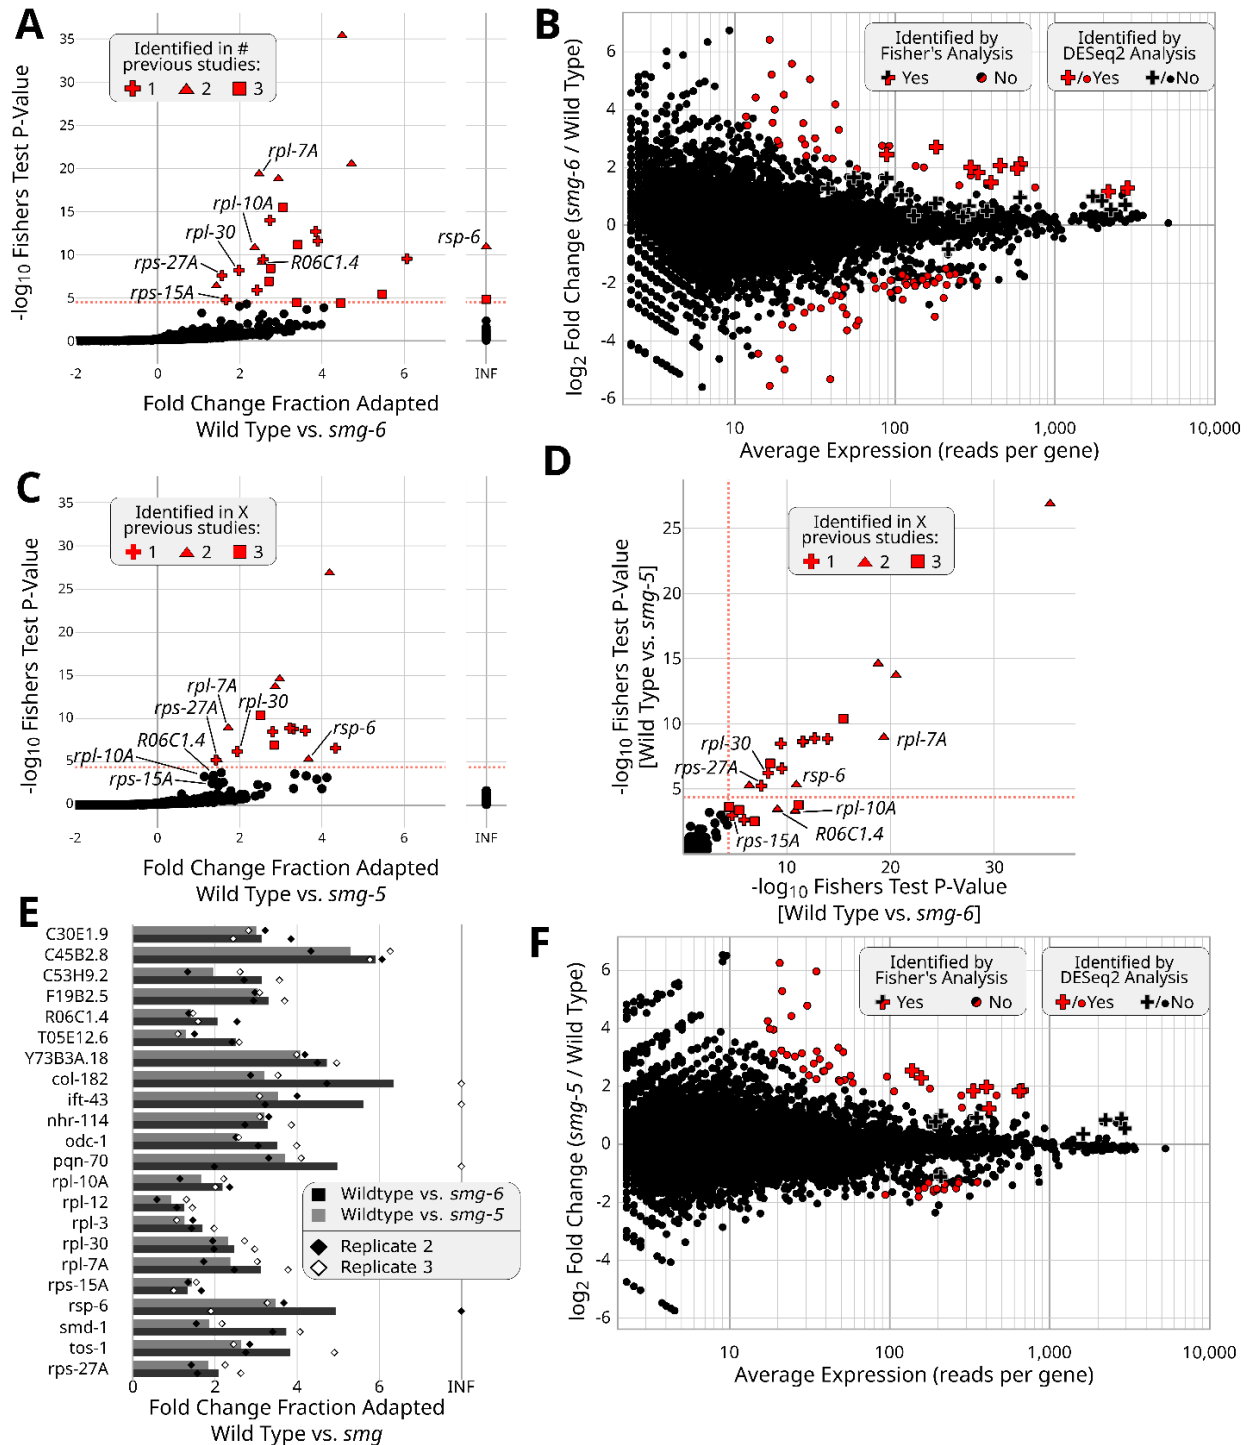 A
-log10 Fishers Test P-Value
35
30
25
20
15
10
5
0
Identified in #
previous studies:
1 2 3
rpl-7A
rpl-10A
rpl-30
rps-27A
rps-15A
R06C1.4
rsp-6
-2 0 2 4 6 INF
Fold Change Fraction Adapted
Wild Type vs. smg-6
B
log2 Fold Change (smg-6 / Wild Type)
6
4
2
0
-2
-4
-6
Identified by
Fisher's Analysis
Yes No
Identified by
DESeq2 Analysis
/ Yes / No
10 100 1,000 10,000
Average Expression (reads per gene)
C
-log10 Fishers Test P-Value
35
30
25
20
15
10
5
0
Identified in X
previous studies:
1 2 3
rpl-7A
rps-27A
rpl-30
R06C1.4
rpl-10A
rps-15A
rsp-6
-2 0 2 4 6 INF
Fold Change Fraction Adapted
Wild Type vs. smg-5
D
-log10 Fishers Test P-Value
[Wild Type vs. smg-5]
25
20
15
10
5
Identified in X
previous studies:
1 2 3
rpl-30
rpl-7A
rps-27A
rsp-6
rpl-10A
R06C1.4
rps-15A
10 20 30
-log10 Fishers Test P-Value
[Wild Type vs. smg-6]
E
C30E1.9
C45B2.8
C53H9.2
F19B2.5
R06C1.4
T05E12.6
Y73B3A.18
col-182
ift-43
nhr-114
odc-1
pqn-70
rpl-10A
rpl-12
rpl-3
rpl-30
rpl-7A
rps-15A
rsp-6
smd-1
tos-1
rps-27A
Wildtype vs. smg-6
Wildtype vs. smg-5
Replicate 2
Replicate 3
0 2 4 6 INF
Fold Change Fraction Adapted
Wild Type vs. smg
F
log2 Fold Change (smg-5 / Wild Type)
6
4
2
0
-2
-4
-6
Identified by
Fisher's Analysis
Yes No
Identified by
DESeq2 Analysis
/ Yes / No
10 100 1,000 10,000
Average Expression (reads per gene)